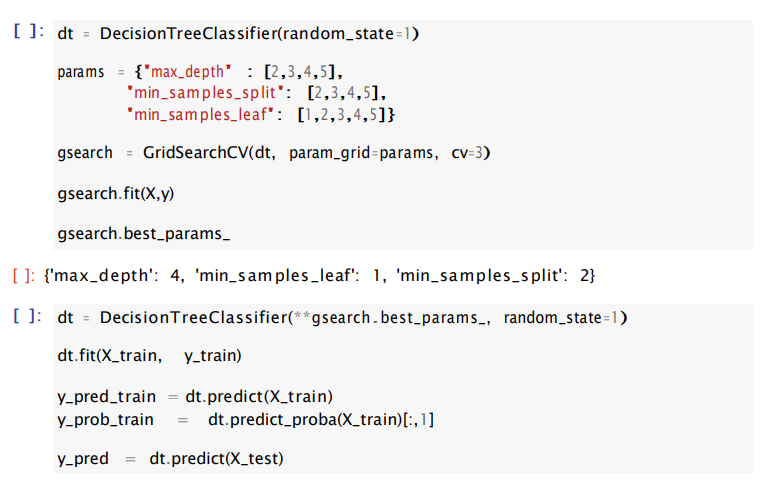 [ ]: dt = DecisionTreeClassifier(random_state=1)
params = {"max_depth" : [2,3,4,5],
"min_samples_split": [2,3,4,5],
"min_samples_leaf": [1,2,3,4,5]}
gsearch = GridSearchCV(dt, param_grid=params, cv=3)
gsearch.fit(X,y)
gsearch.best_params_
[ ]: {'max_depth': 4, 'min_samples_leaf': 1, 'min_samples_split': 2}
[ ]: dt = DecisionTreeClassifier(**gsearch.best_params_, random_state=1)
dt.fit(X_train, y_train)
y_pred_train = dt.predict(X_train)
y_prob_train = dt.predict_proba(X_train)[:,1]
y_pred = dt.predict(X_test)